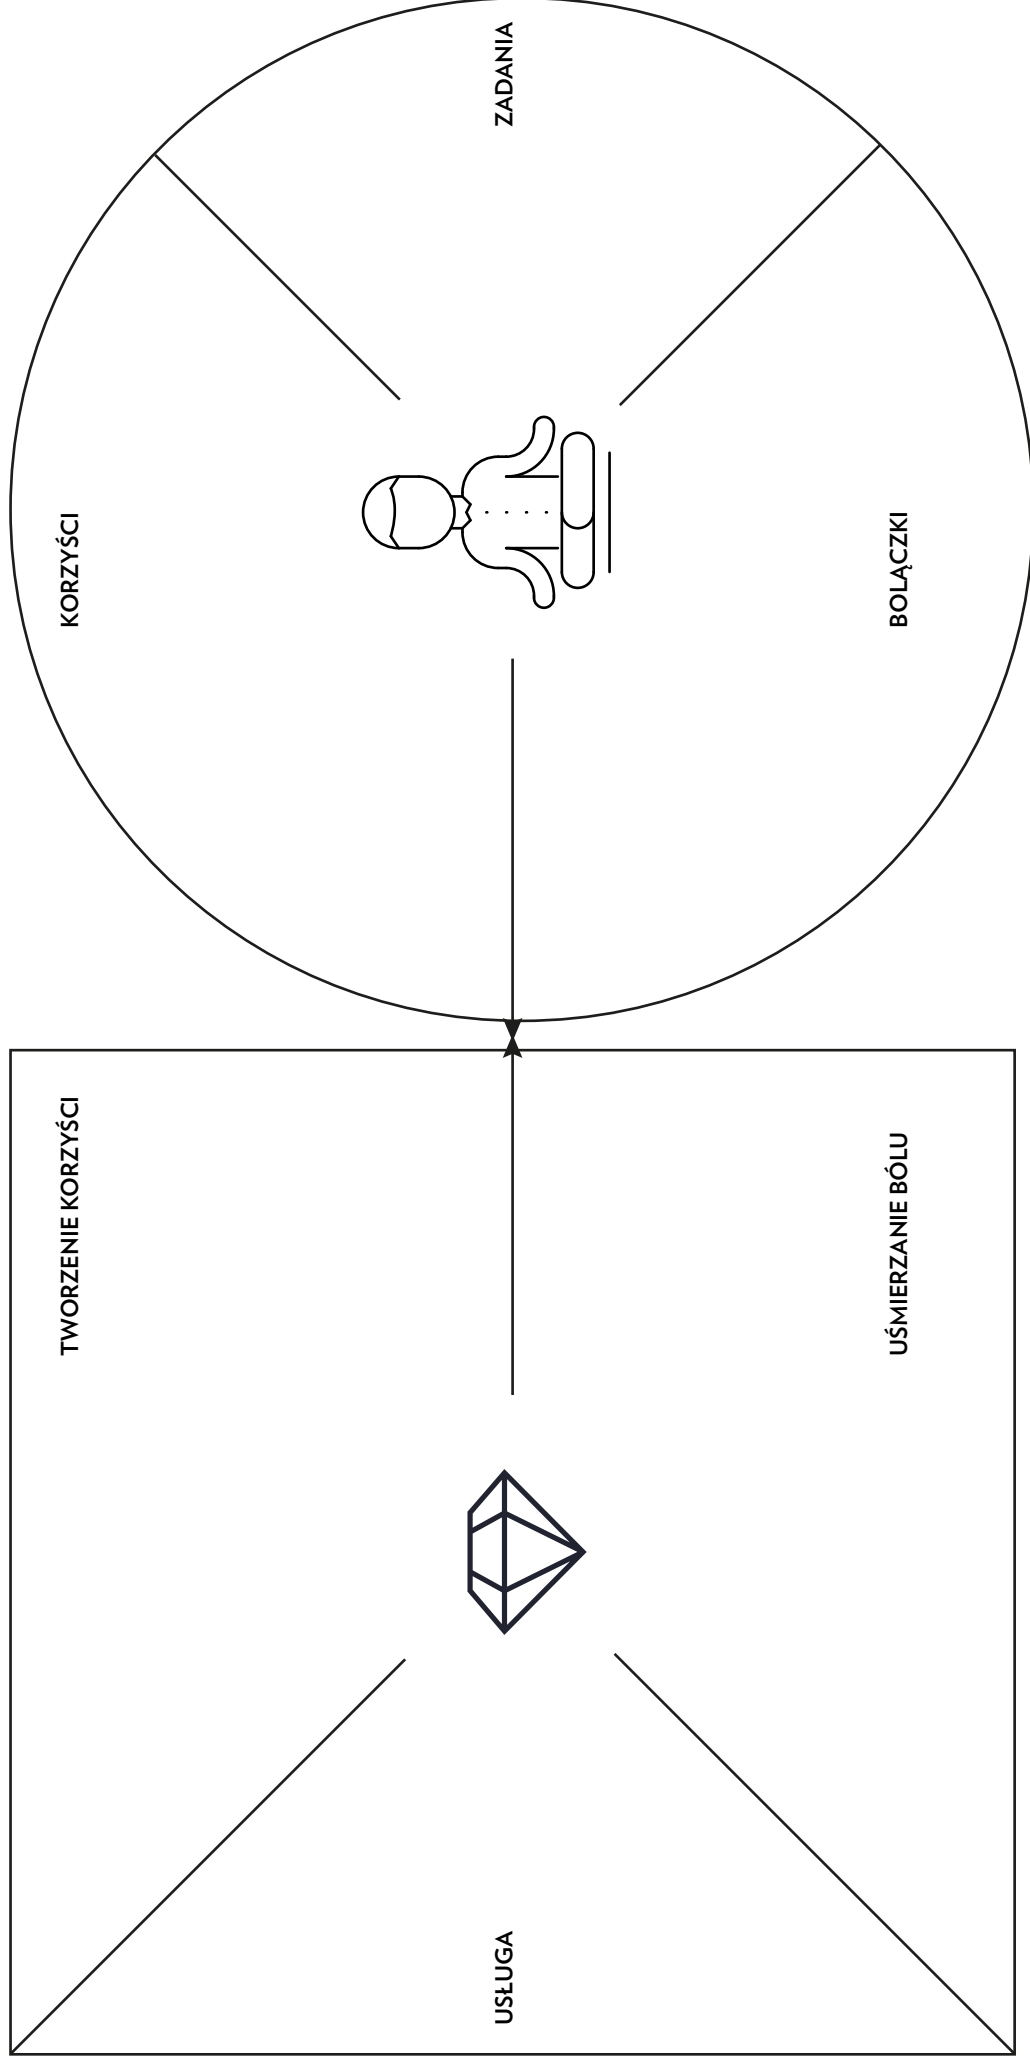 TWORZENIE KORZYŚCI
KORZYŚCI
USŁUGA
ZADANIA
UŚMIERZANIE BÓLU
BOLĄCZKI